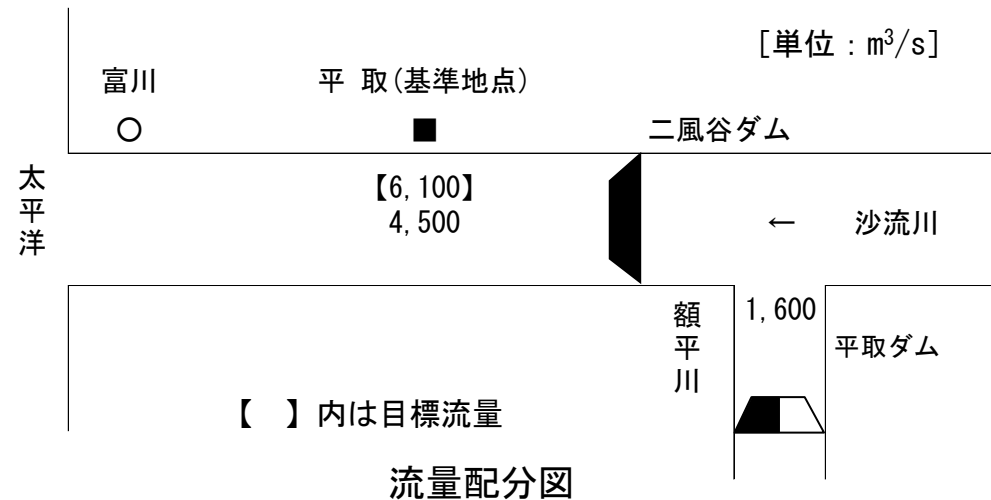 [単位：m³/s]
富川
平 取(基準地点)
二風谷ダム
太平洋
【6,100】
4,500
← 沙流川
額平川
1,600
平取ダム
【　】内は目標流量
流量配分図